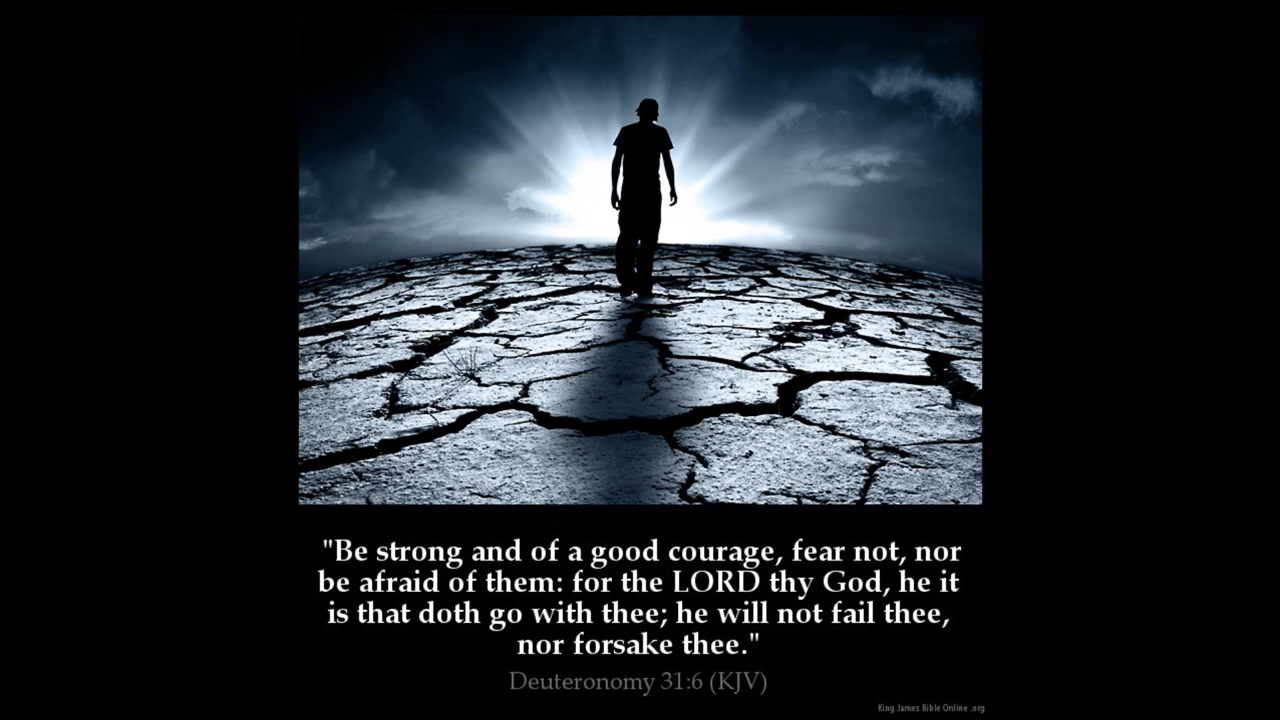 "Be strong and of a good courage, fear not, nor
be afraid of them: for the LORD thy God, he it
is that doth go with thee; he will not fail thee,
nor forsake thee."
Deuteronomy 31:6 (KJV)
King James Bible Online .org